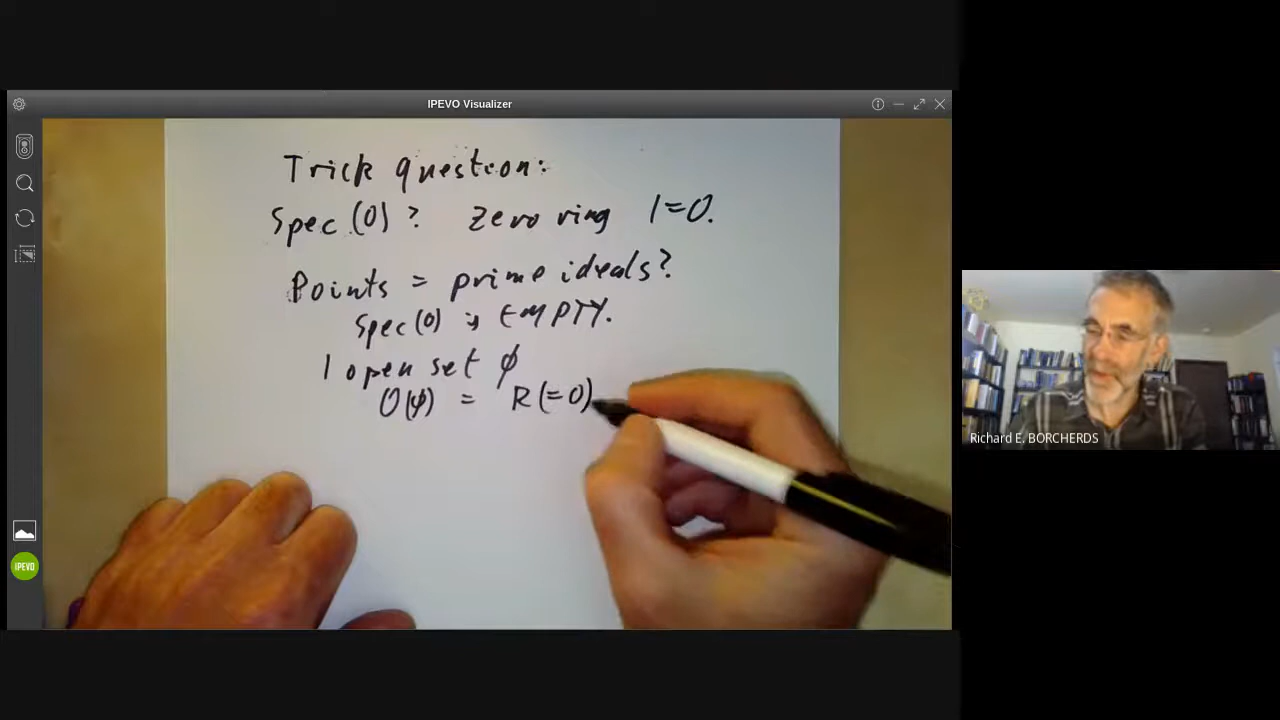 IPEVO Visualizer
Trick question:
Spec(0)? Zero ring 1=0.
Points = prime ideals?
Spec(0) is EMPTY.
1 open set ϕ
O(ϕ) = R(=0)
Richard E. BORCHERDS
IPEVO